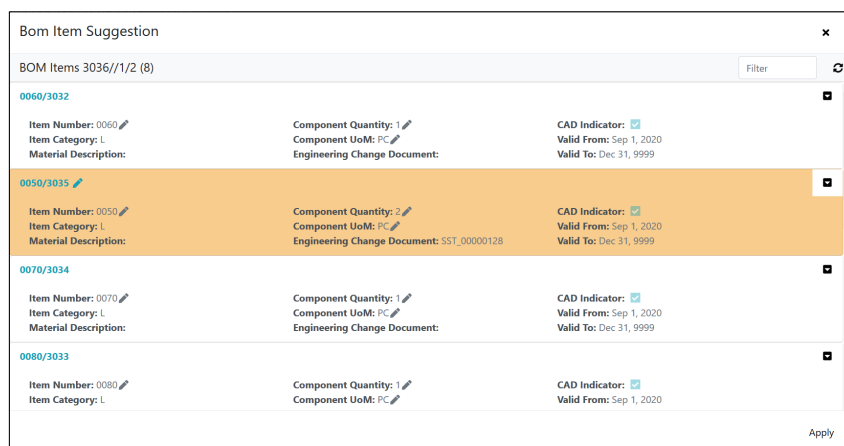 Bom Item Suggestion
BOM Items 3036//1/2 (8) Filter
0060/3032
Item Number: 0060 Component Quantity: 1 CAD Indicator:
Item Category: L Component UoM: PC Valid From: Sep 1, 2020
Material Description: Engineering Change Document: Valid To: Dec 31, 9999
0050/3035
Item Number: 0050 Component Quantity: 2 CAD Indicator:
Item Category: L Component UoM: PC Valid From: Sep 1, 2020
Material Description: Engineering Change Document: SST_00000128 Valid To: Dec 31, 9999
0070/3034
Item Number: 0070 Component Quantity: 1 CAD Indicator:
Item Category: L Component UoM: PC Valid From: Sep 1, 2020
Material Description: Engineering Change Document: Valid To: Dec 31, 9999
0080/3033
Item Number: 0080 Component Quantity: 1 CAD Indicator:
Item Category: L Component UoM: PC Valid From: Sep 1, 2020
Apply